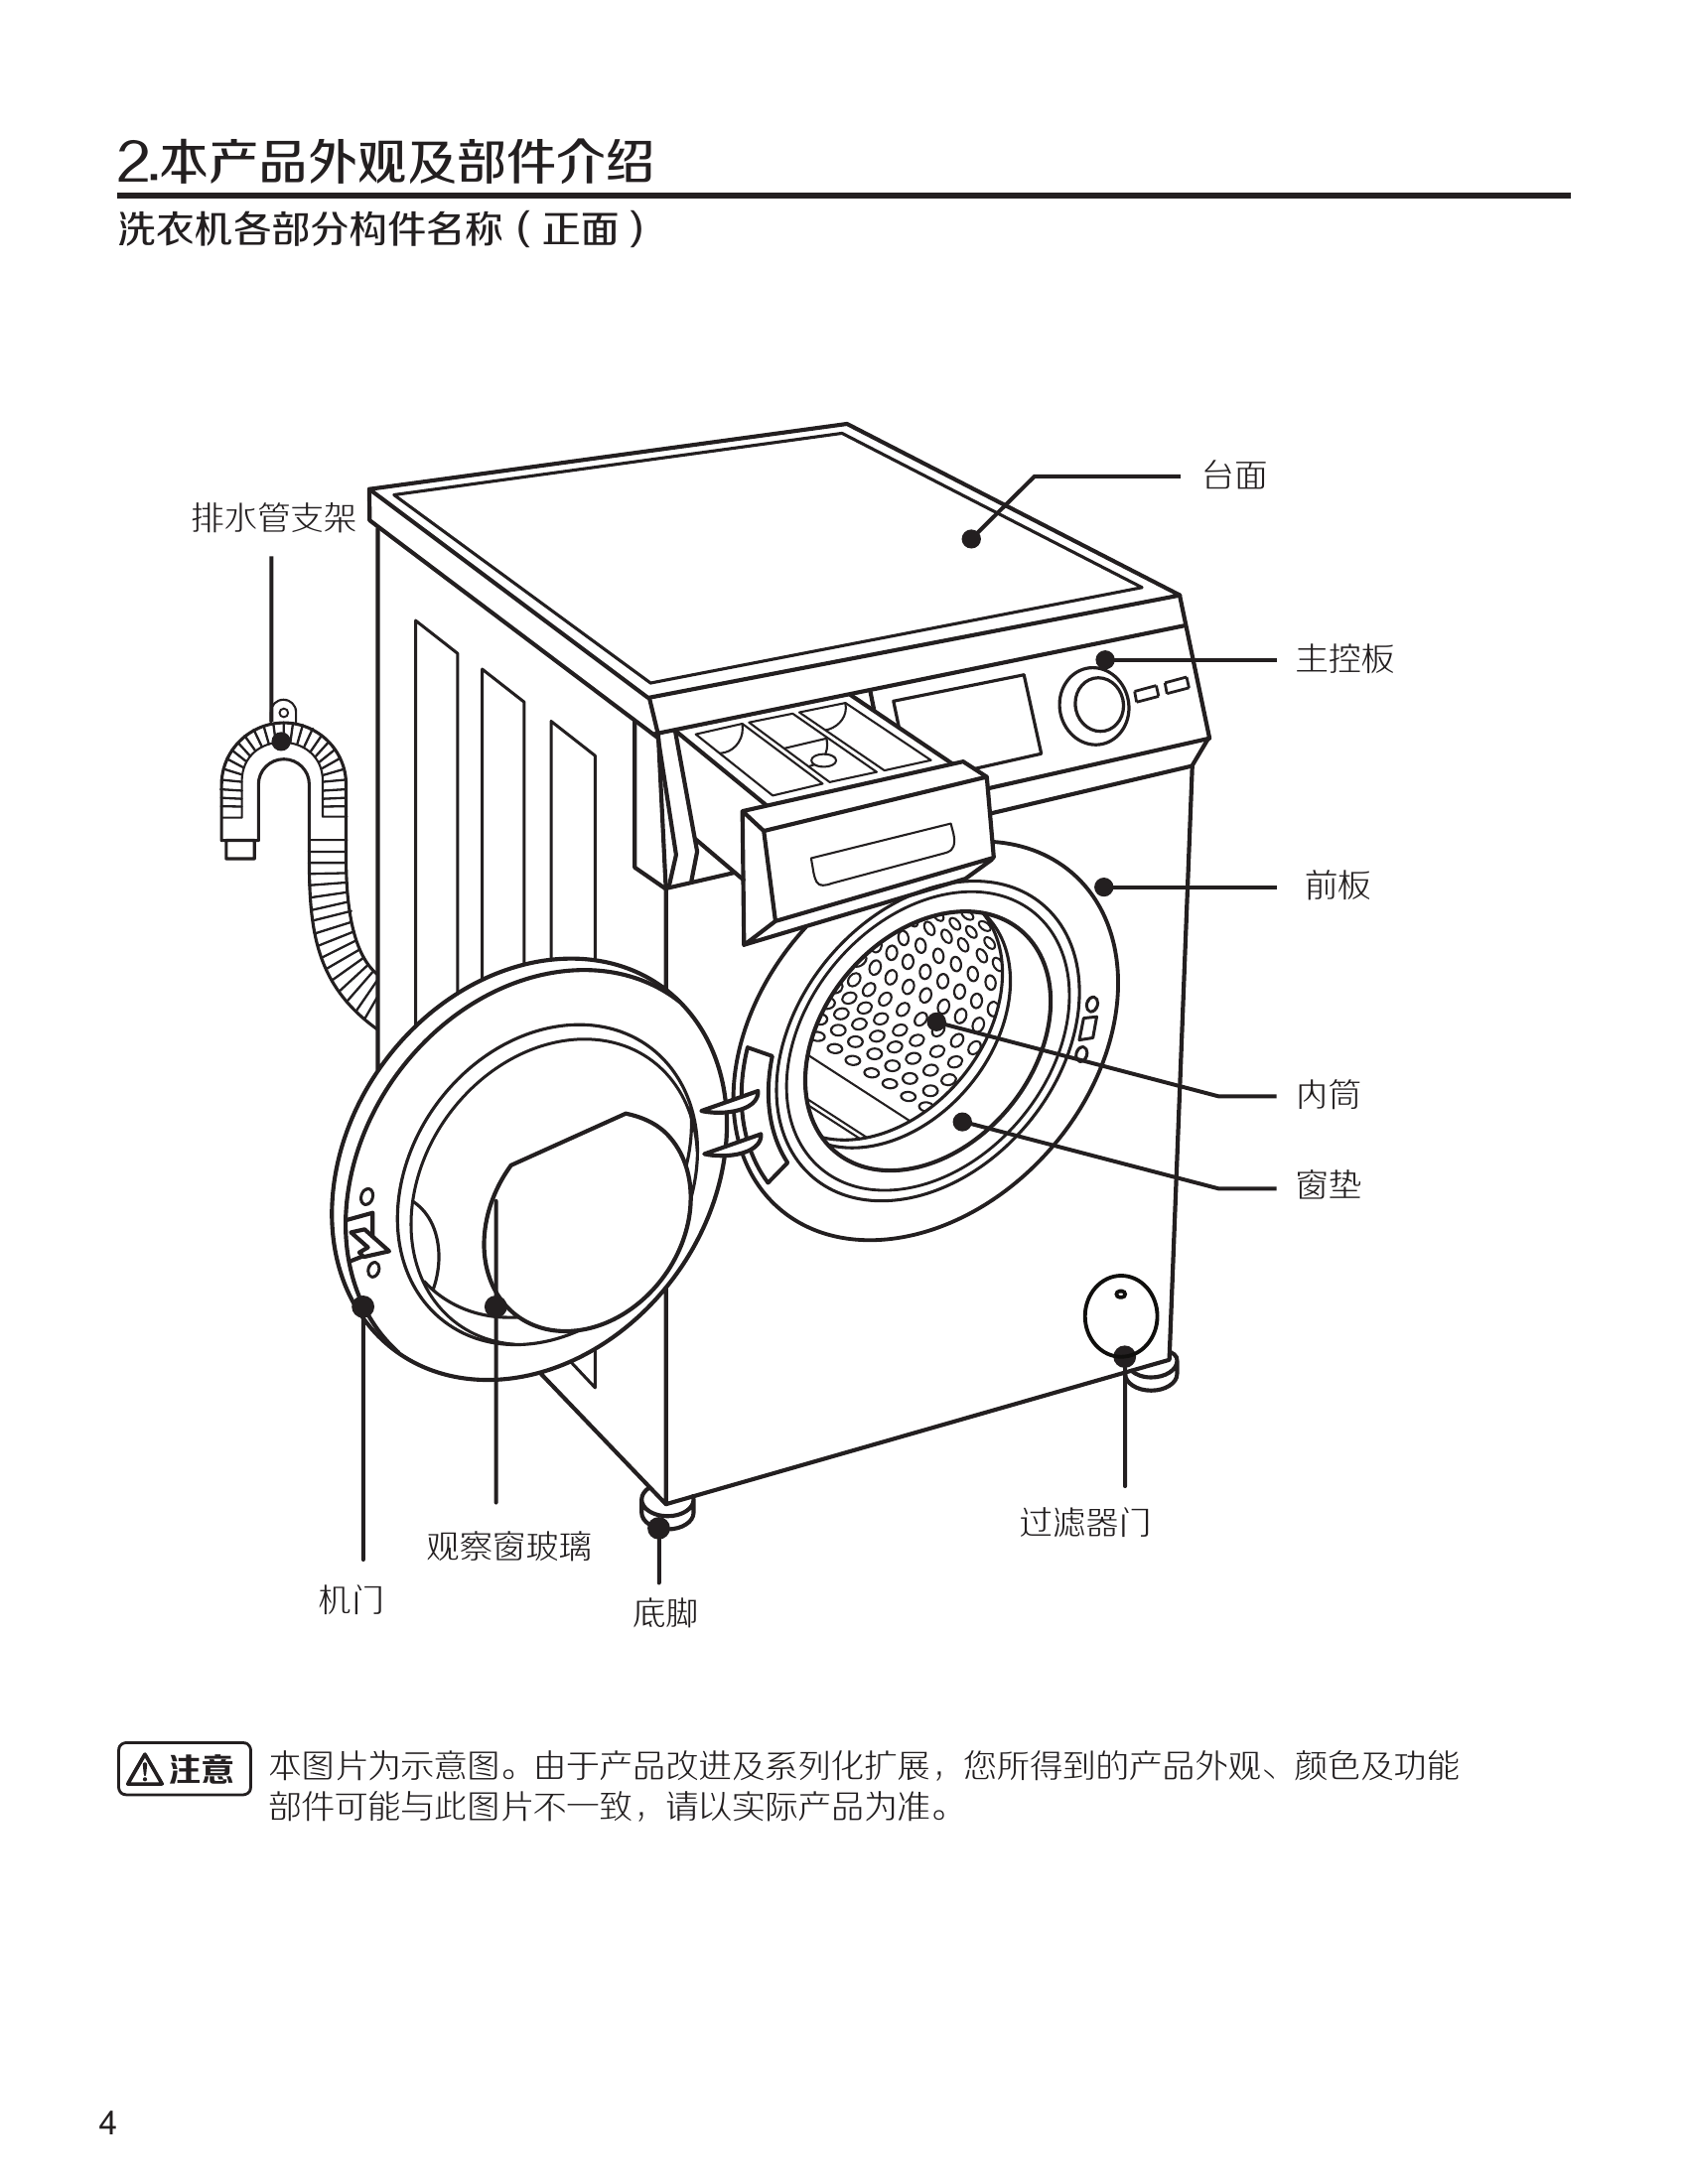 2.本产品外观及部件介绍
洗衣机各部分构件名称（正面）
台面
排水管支架
主控板
前板
内筒
窗垫
过滤器门
观察窗玻璃
机门
底脚
注意 本图片为示意图。由于产品改进及系列化扩展，您所得到的产品外观、颜色及功能
部件可能与此图片不一致，请以实际产品为准。
4